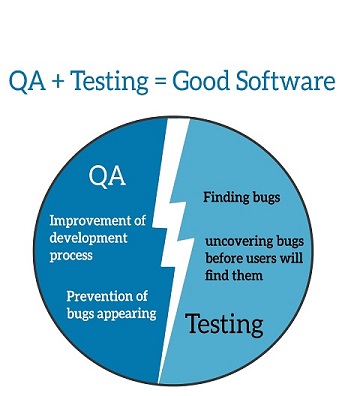 QA + Testing = Good Software
QA
Improvement of
development
process
Prevention of
bugs appearing
Finding bugs
uncovering bugs
before users will
find them
Testing